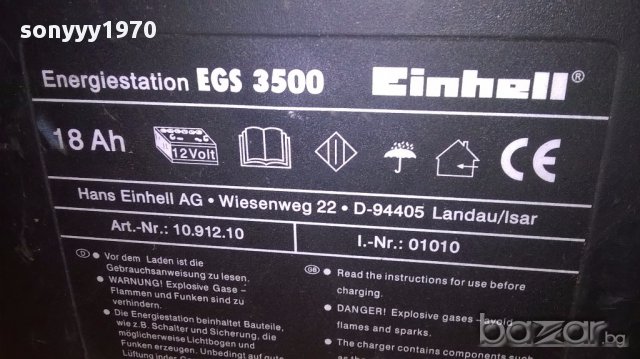 sonyyy1970
Energiestation EGS 3500 Einhell®
18 Ah 12 Volt CE
Hans Einhell AG • Wiesenweg 22 • D-94405 Landau/Isar
Art.-Nr.: 10.912.10 I.-Nr.: 01010
D ● Vor dem Laden ist die
Gebrauchsanweisung zu lesen.
● WARNUNG! Explosive Gase -
Flammen und Funken sind zu
verhindern.
● Die Energiestation beinhaltet Bauteile,
wie z.B. Schalter und Sicherung, die
möglicherweise Lichtbogen und
Funken erzeugen. Unbedingt auf gute
Lüftung
GB ● Read the instructions for use before
charging.
● DANGER! Explosive gases - avoid
flames and sparks.
● The charger contains components such
bazar.bg